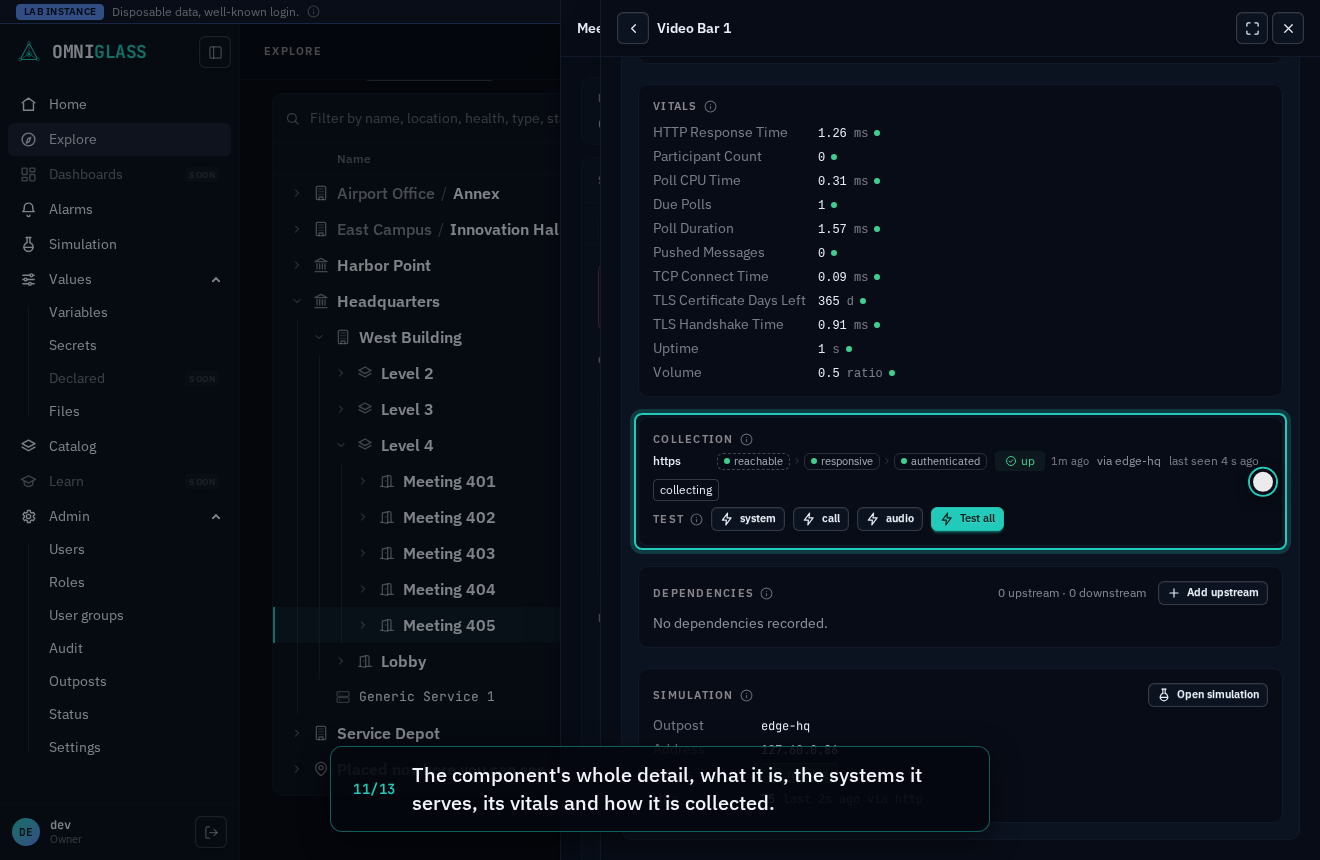 LAB INSTANCE Disposable data, well-known login.
OMNIGLASS
Home
Explore
Dashboards SOON
Alarms
Simulation
Values
Variables
Secrets
Declared SOON
Files
Catalog
Learn SOON
Admin
Users
Roles
User groups
Audit
Outposts
Status
Settings
DE dev
Owner
EXPLORE
Filter by name, location, health, type, st
Name
Airport Office / Annex
East Campus / Innovation Hal
Harbor Point
Headquarters
West Building
Level 2
Level 3
Level 4
Meeting 401
Meeting 402
Meeting 403
Meeting 404
Meeting 405
Lobby
Generic Service 1
Service Depot
Mee
Video Bar 1
VITALS
HTTP Response Time 1.26 ms
Participant Count 0
Poll CPU Time 0.31 ms
Due Polls 1
Poll Duration 1.57 ms
Pushed Messages 0
TCP Connect Time 0.09 ms
TLS Certificate Days Left 365 d
TLS Handshake Time 0.91 ms
Uptime 1 s
Volume 0.5 ratio
COLLECTION
https reachable responsive authenticated up 1m ago via edge-hq last seen 4 s ago
collecting
TEST system call audio Test all
DEPENDENCIES 0 upstream · 0 downstream Add upstream
No dependencies recorded.
SIMULATION Open simulation
Outpost edge-hq
Address
11/13 The component's whole detail, what it is, the systems it
serves, its vitals and how it is collected.